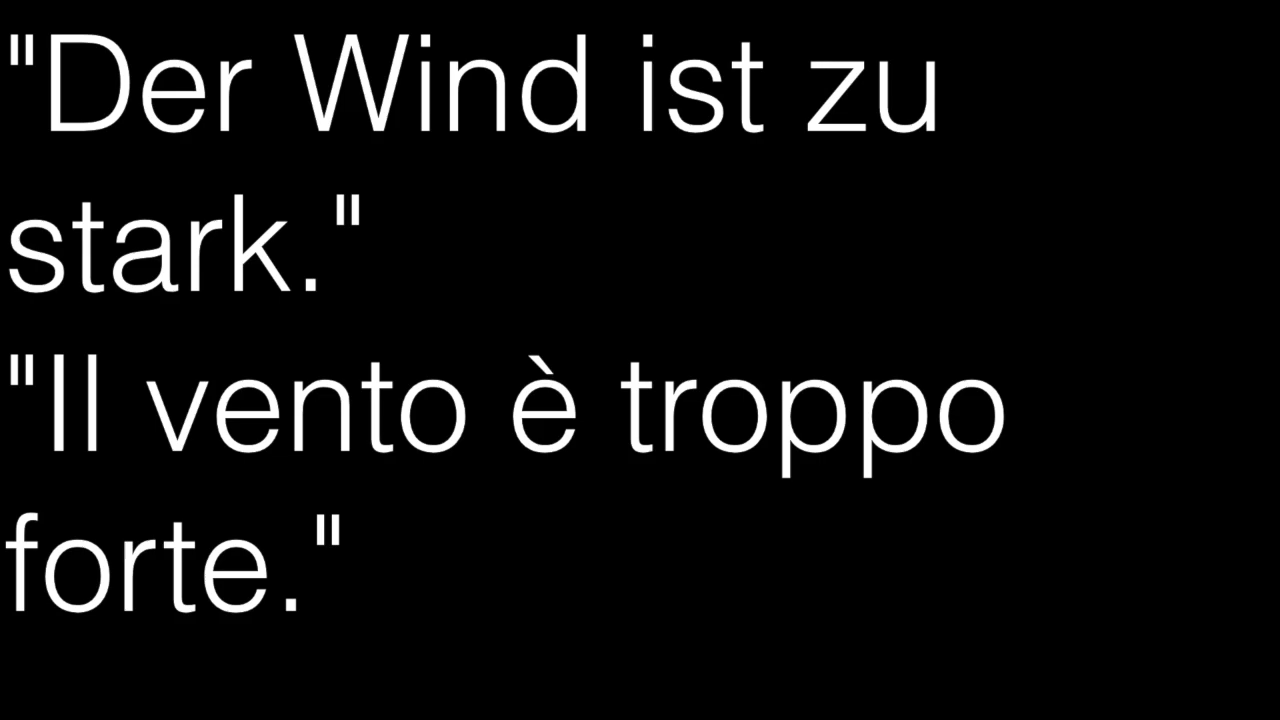 "Der Wind ist zu
stark."
"Il vento è troppo
forte."